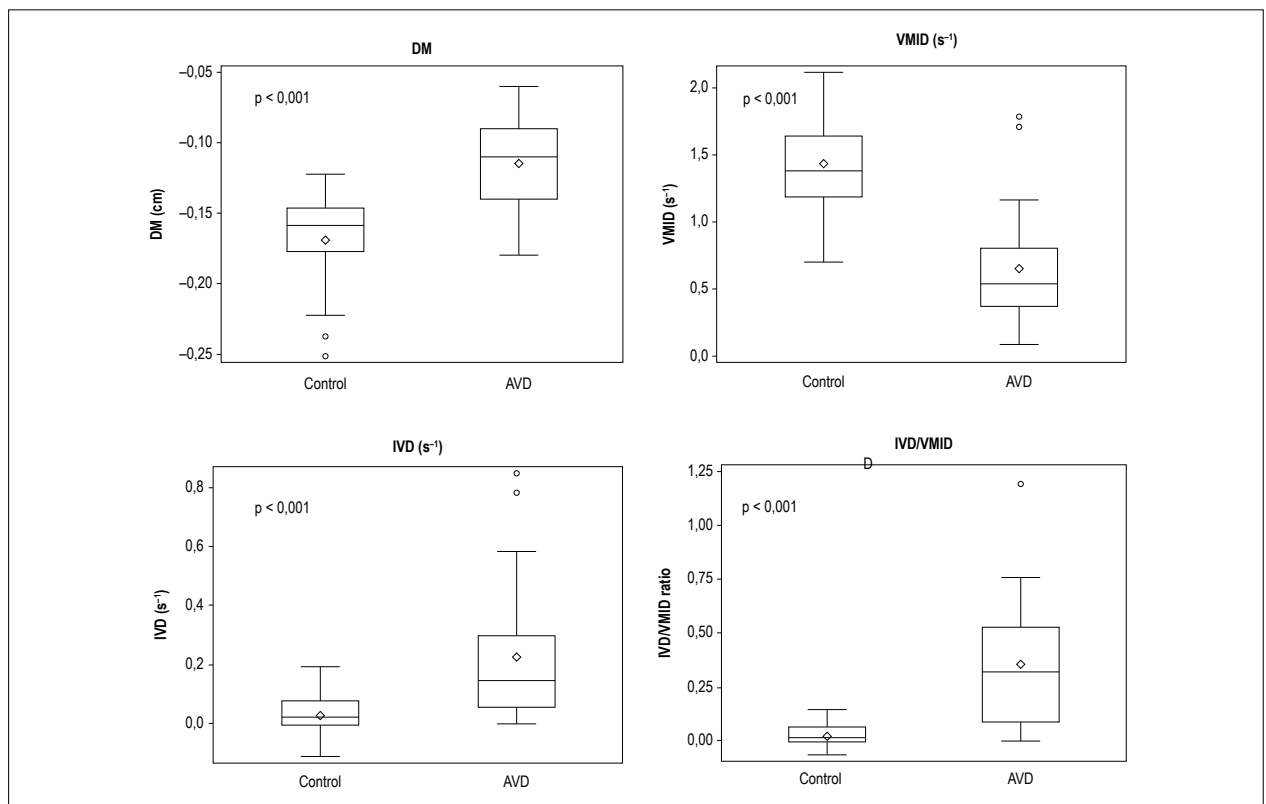 DM
p < 0,001
DM (cm)
–0,05
–0,10
–0,15
–0,20
–0,25
Control
AVD
VMID (s⁻¹)
p < 0,001
VMID (s⁻¹)
2,0
1,5
1,0
0,5
0,0
Control
AVD
IVD (s⁻¹)
p < 0,001
IVD (s⁻¹)
0,8
0,6
0,4
0,2
0,0
Control
AVD
IVD/VMID
D
p < 0,001
IVD/VMID ratio
1,25
1,00
0,75
0,50
0,25
0,00
Control
AVD